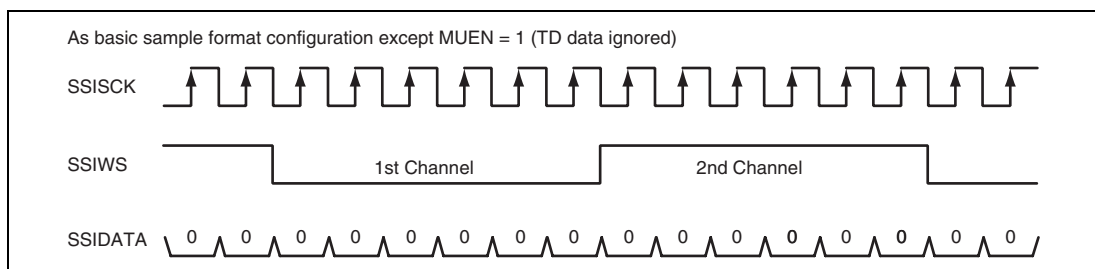 As basic sample format configuration except MUEN = 1 (TD data ignored)
SSISCK
SSIWS 1st Channel 2nd Channel
SSIDATA 0 0 0 0 0 0 0 0 0 0 0 0 0 0 0 0